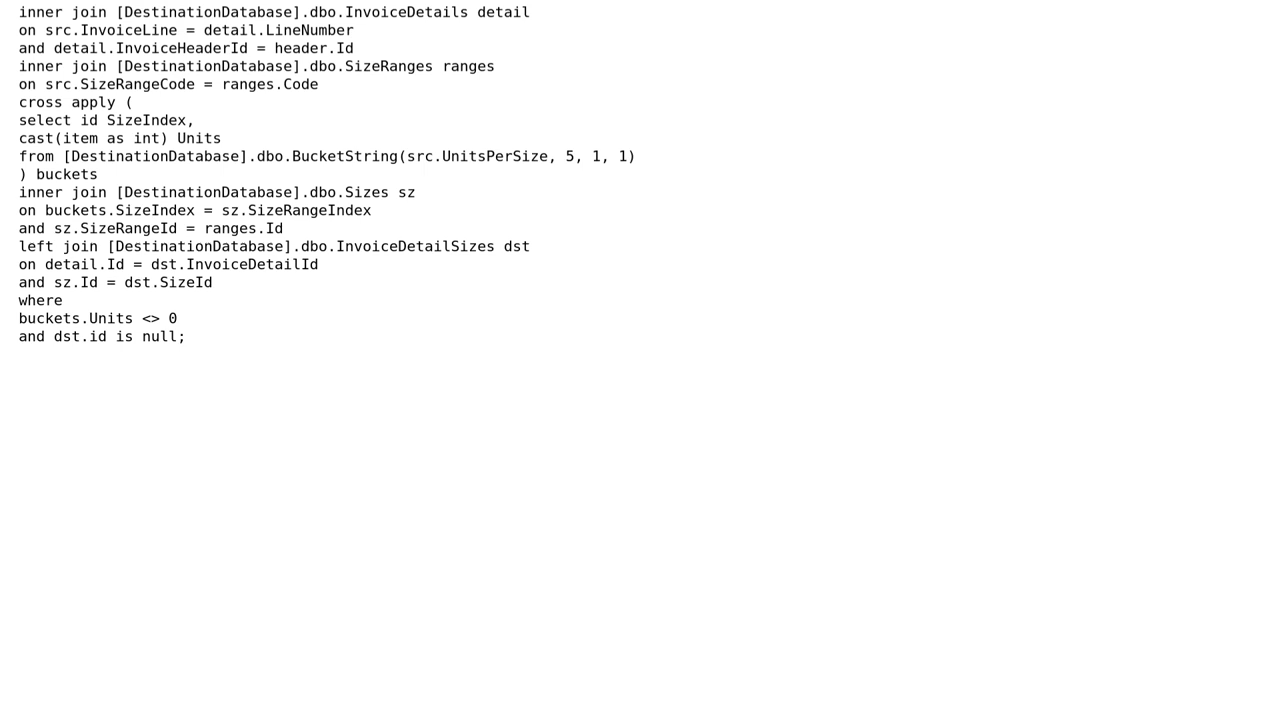 inner join [DestinationDatabase].dbo.InvoiceDetails detail
on src.InvoiceLine = detail.LineNumber
and detail.InvoiceHeaderId = header.Id
inner join [DestinationDatabase].dbo.SizeRanges ranges
on src.SizeRangeCode = ranges.Code
cross apply (
select id SizeIndex,
cast(item as int) Units
from [DestinationDatabase].dbo.BucketString(src.UnitsPerSize, 5, 1, 1)
) buckets
inner join [DestinationDatabase].dbo.Sizes sz
on buckets.SizeIndex = sz.SizeRangeIndex
and sz.SizeRangeId = ranges.Id
left join [DestinationDatabase].dbo.InvoiceDetailSizes dst
on detail.Id = dst.InvoiceDetailId
and sz.Id = dst.SizeId
where
buckets.Units <> 0
and dst.id is null;